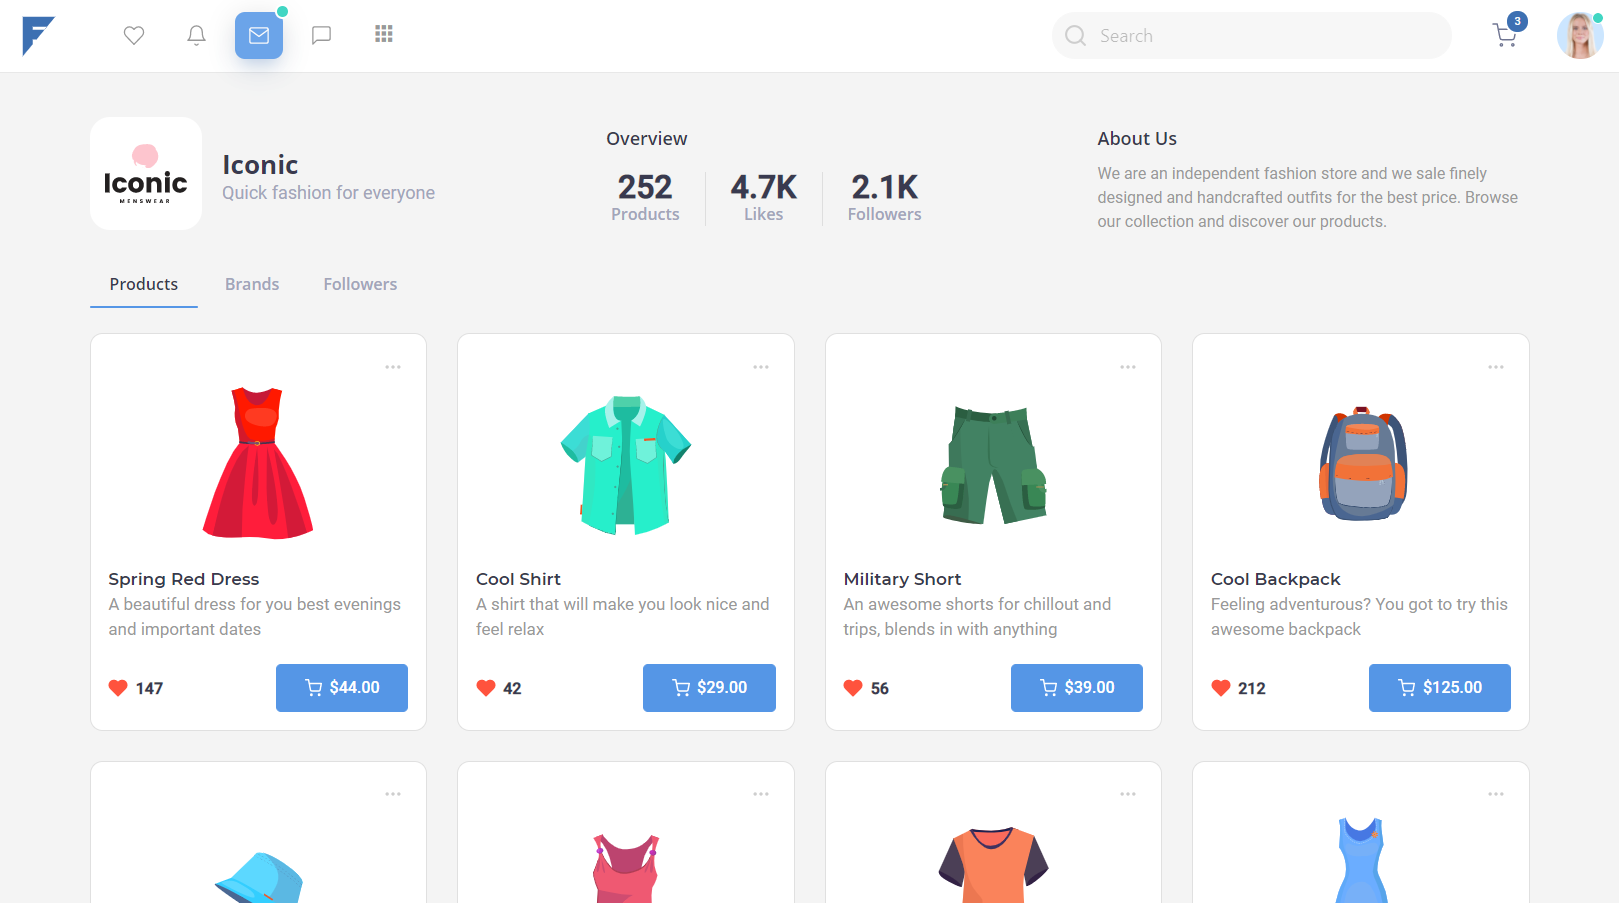 Search
3
Iconic
MENSWEAR
Iconic
Quick fashion for everyone
Overview
252
Products
4.7K
Likes
2.1K
Followers
About Us
We are an independent fashion store and we sale finely
designed and handcrafted outfits for the best price. Browse
our collection and discover our products.
Products
Brands
Followers
Spring Red Dress
A beautiful dress for you best evenings
and important dates
147
$44.00
Cool Shirt
A shirt that will make you look nice and
feel relax
42
$29.00
Military Short
An awesome shorts for chillout and
trips, blends in with anything
56
$39.00
Cool Backpack
Feeling adventurous? You got to try this
awesome backpack
212
$125.00